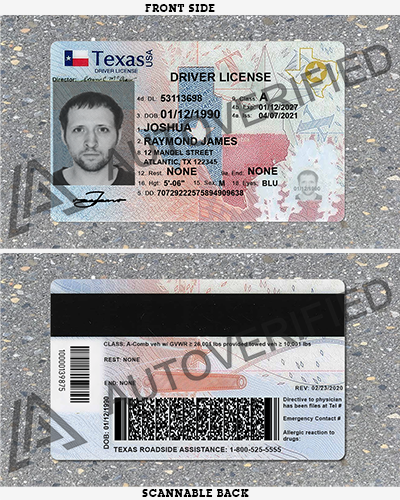 FRONT SIDE
Texas USA
DRIVER LICENSE
Director:
DRIVER LICENSE
4d. DL: 53113698 9. Class: A
4b. Exp: 01/12/2027
3. DOB: 01/12/1990 4a. Iss: 04/07/2021
1. JOSHUA
2. RAYMOND JAMES
8. 12 MANDEL STREET
ATLANTIC, TX 122345
12. Rest: NONE 9a. End: NONE
16. Hgt: 5'-06" 15. Sex: M 18. Eyes: BLU
5. DD: 70729222575894909638
01/12/1990
AUTOVERIFIED
CLASS: A-Comb veh w/ GVWR ≥ 26,001 lbs provided towed veh ≥ 10,001 lbs
REST: NONE
END: NONE
REV: 02/23/2020
10000139875
DOB: 01/12/1990
Directive to physician
has been files at Tel #
Emergency Contact #
Allergic reaction to
drugs:
TEXAS ROADSIDE ASSISTANCE: 1-800-525-5555
AUTOVERIFIED
SCANNABLE BACK